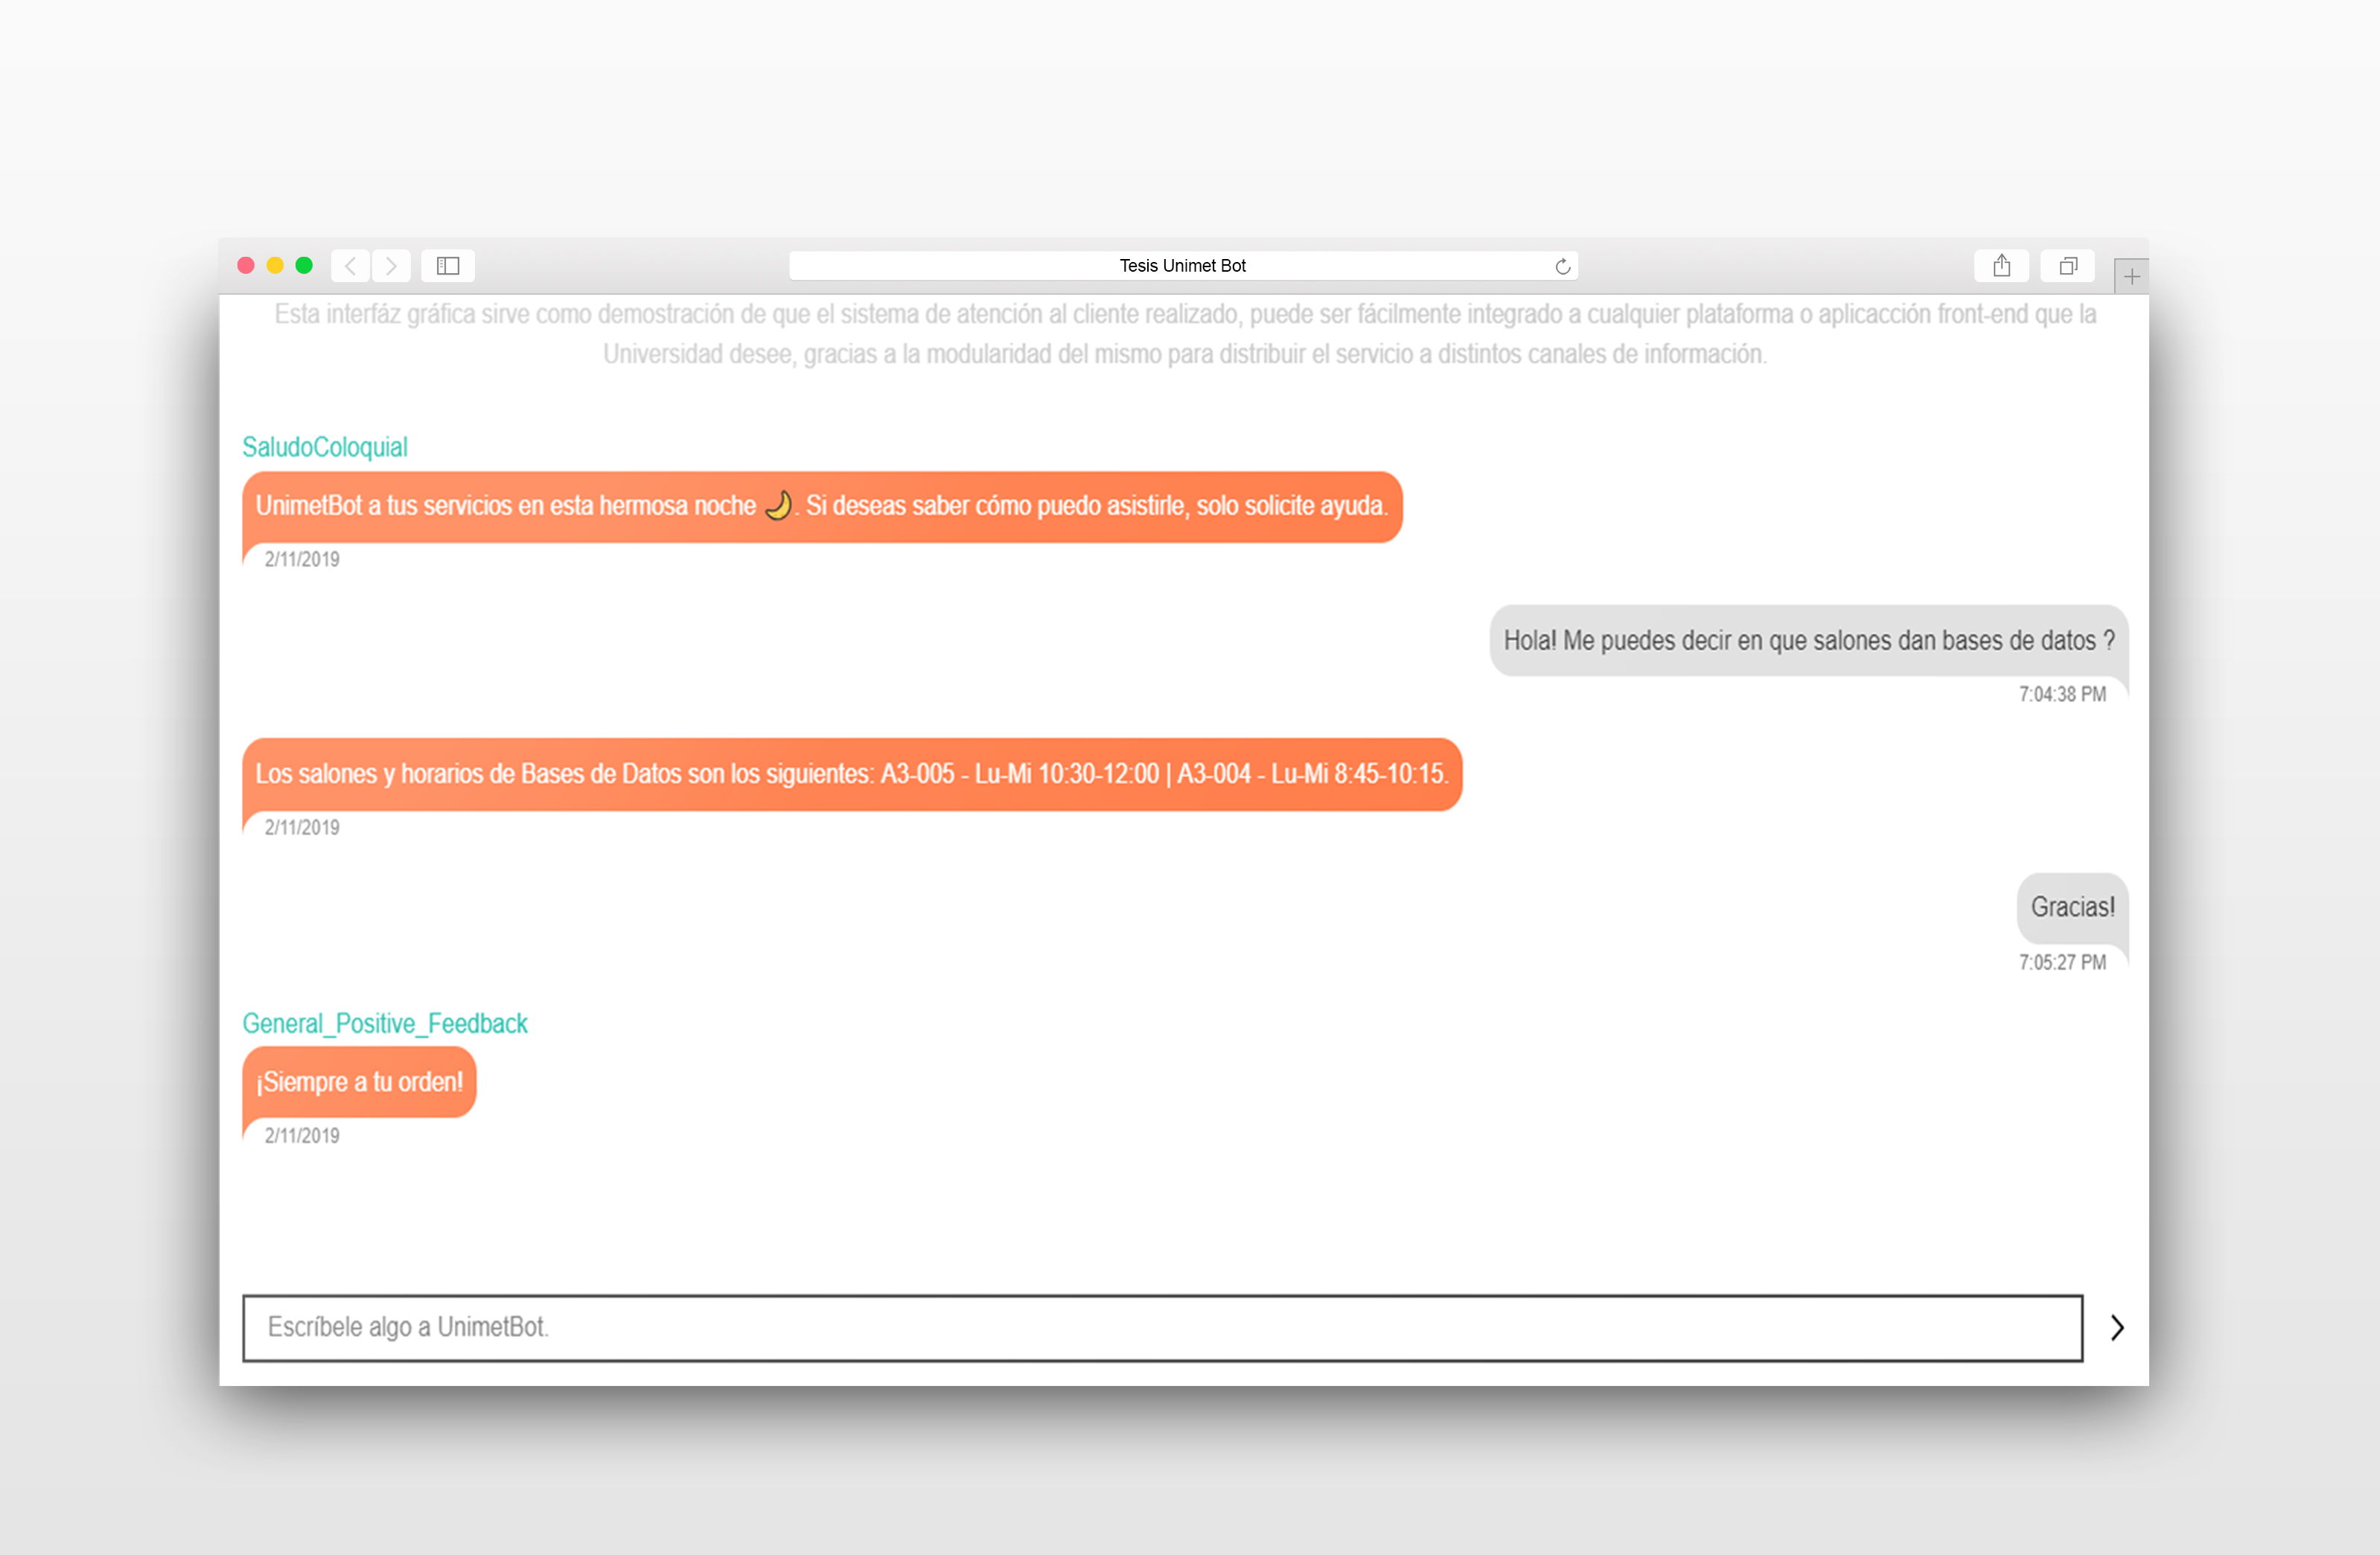 Tesis Unimet Bot
Esta interfáz gráfica sirve como demostración de que el sistema de atención al cliente realizado, puede ser fácilmente integrado a cualquier plataforma o aplicacción front-end que la
Universidad desee, gracias a la modularidad del mismo para distribuir el servicio a distintos canales de información.
SaludoColoquial
UnimetBot a tus servicios en esta hermosa noche 🌙. Si deseas saber cómo puedo asistirle, solo solicite ayuda.
2/11/2019
Hola! Me puedes decir en que salones dan bases de datos ?
7:04:38 PM
Los salones y horarios de Bases de Datos son los siguientes: A3-005 - Lu-Mi 10:30-12:00 | A3-004 - Lu-Mi 8:45-10:15.
2/11/2019
Gracias!
7:05:27 PM
General_Positive_Feedback
¡Siempre a tu orden!
2/11/2019
Escríbele algo a UnimetBot.